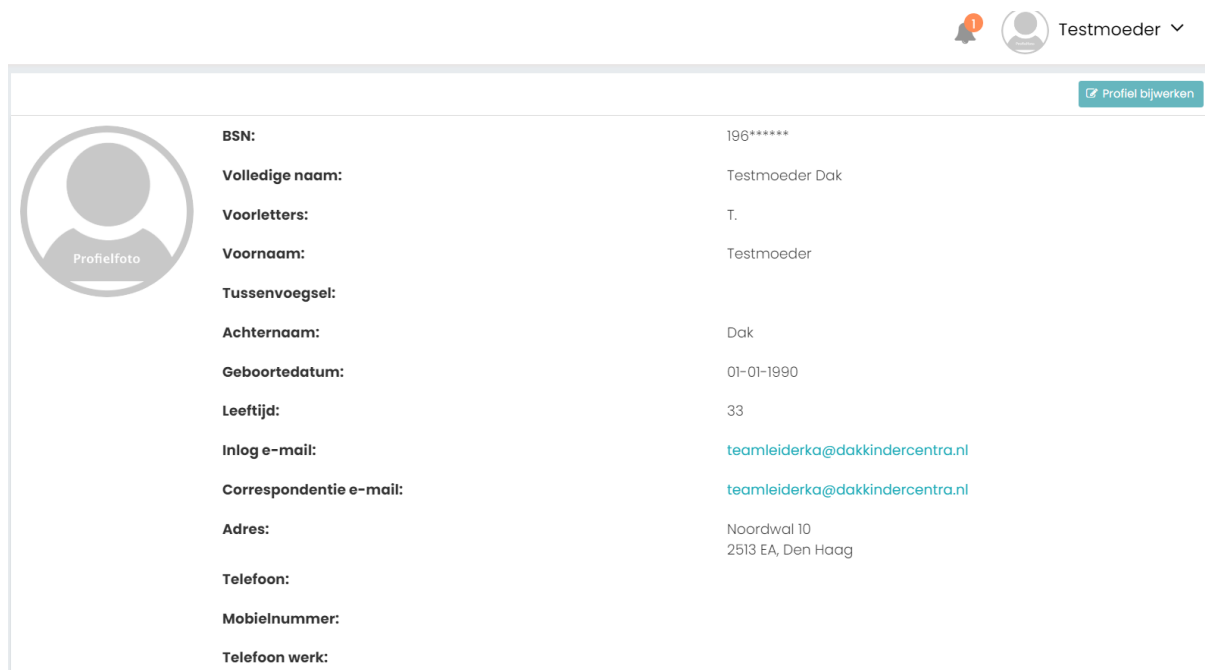 1
Testmoeder
Profiel bijwerken
Profielfoto
BSN: 196******
Volledige naam: Testmoeder Dak
Voorletters: T.
Voornaam: Testmoeder
Tussenvoegsel:
Achternaam: Dak
Geboortedatum: 01-01-1990
Leeftijd: 33
Inlog e-mail: teamleiderka@dakkindercentra.nl
Correspondentie e-mail: teamleiderka@dakkindercentra.nl
Adres: Noordwal 10
2513 EA, Den Haag
Telefoon:
Mobielnummer:
Telefoon werk: